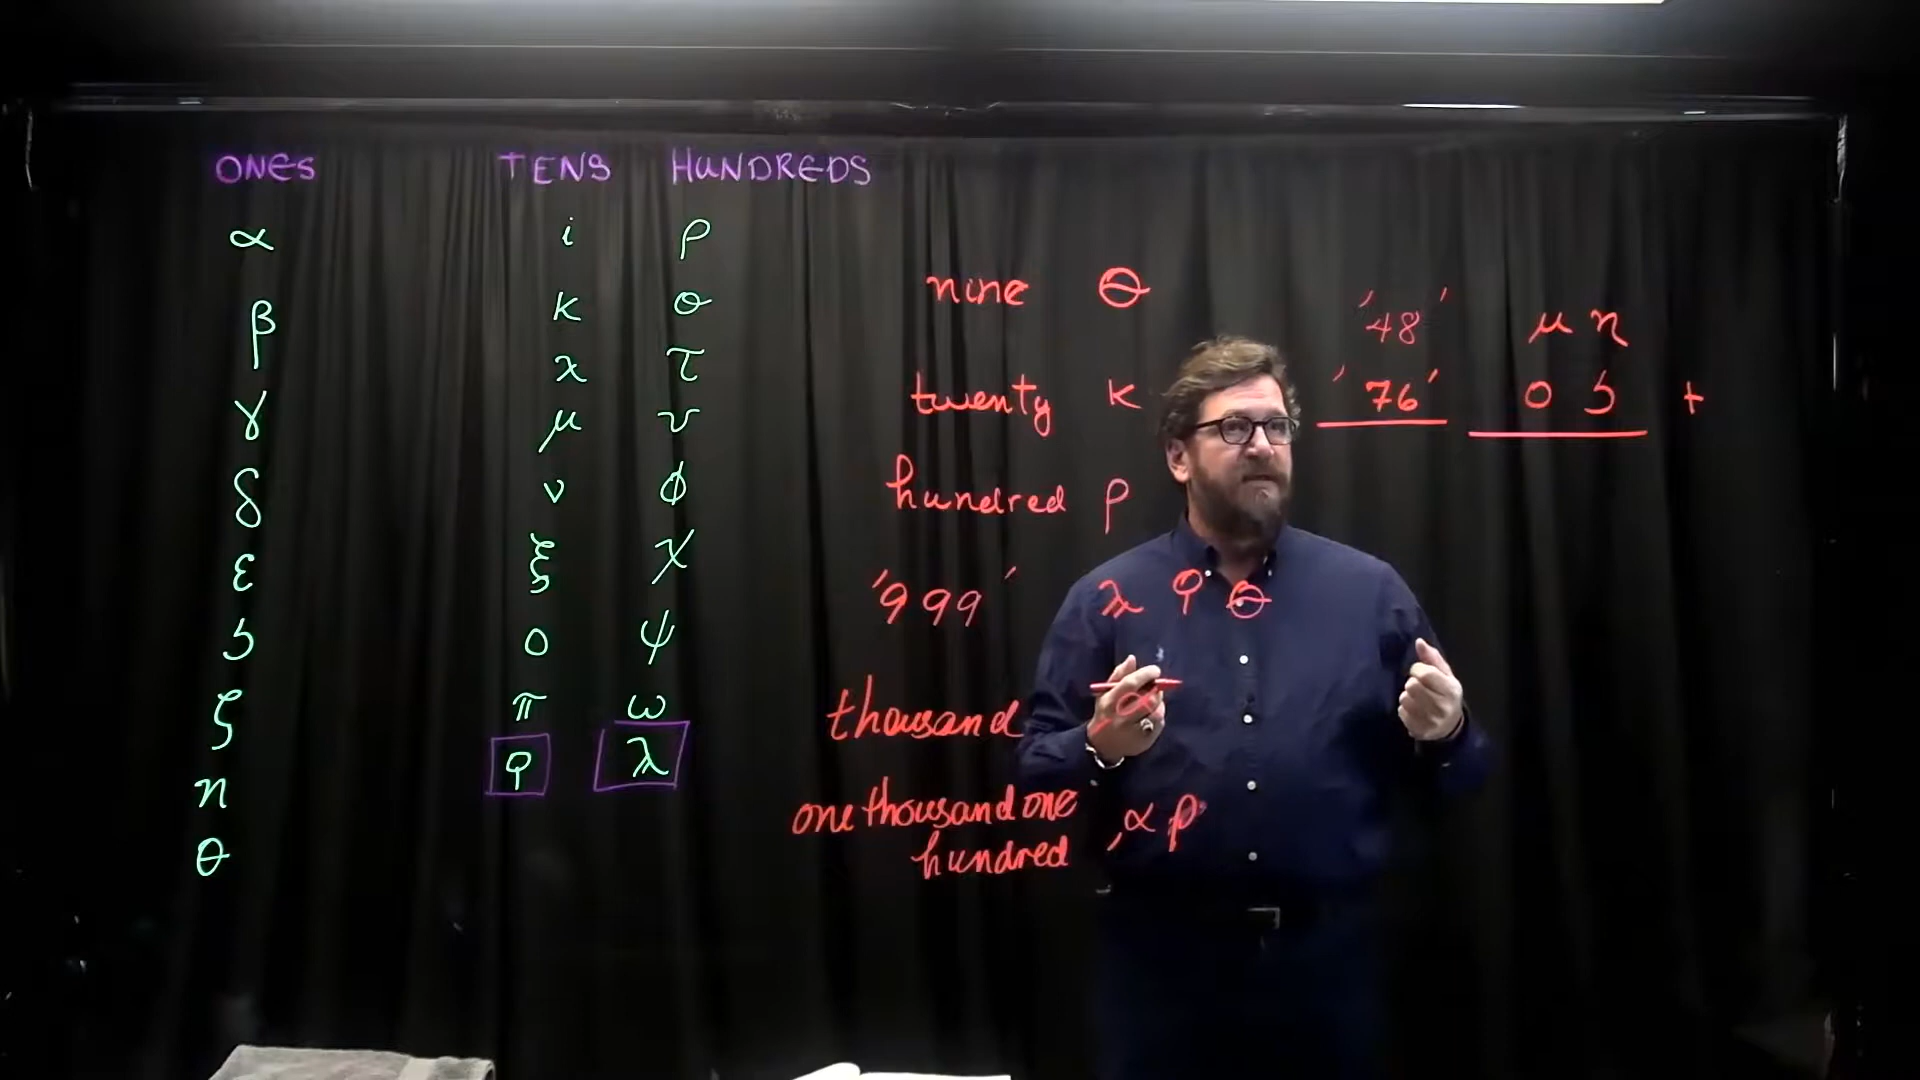 ONES TENS HUNDREDS
α i ρ
β κ σ
γ λ τ
δ μ υ
ε ν φ
ϛ ξ χ
ζ ο ψ
η π ω
θ ϙ ϡ
nine θ
twenty κ
hundred ρ
'999' ϡ ϙ θ
thousand ,α
one thousand one
hundred ,α ρ
'48' μ η
'76' ο ϛ +